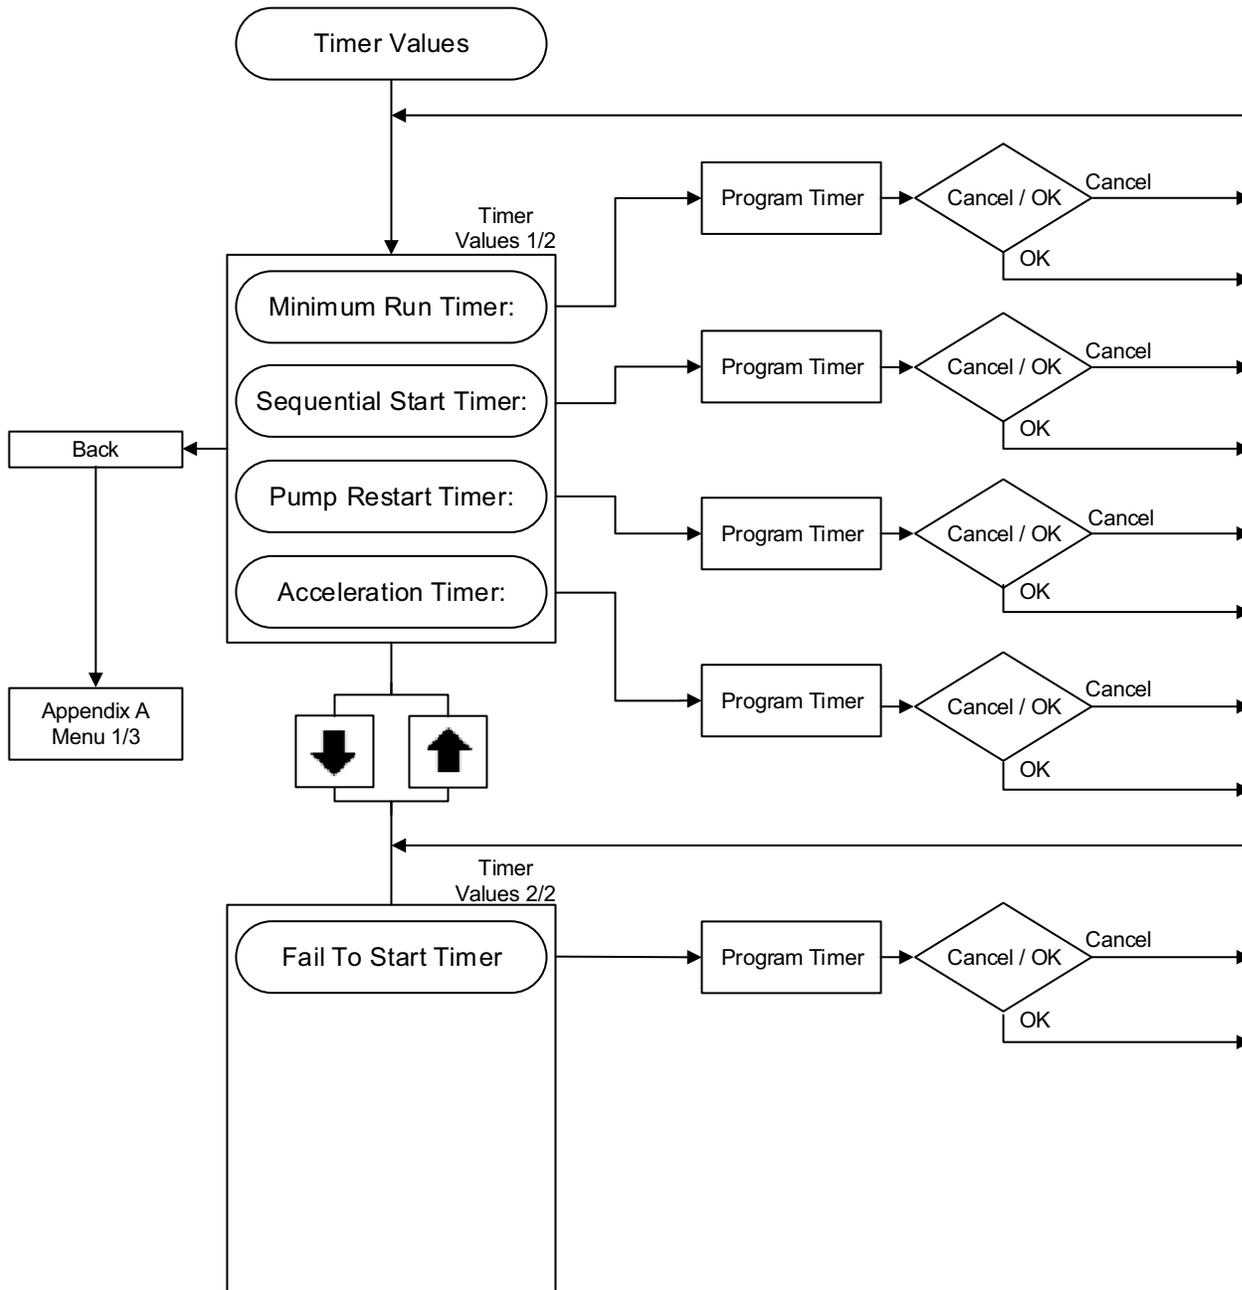 Timer Values
Timer
Values 1/2
Minimum Run Timer:
Program Timer
Cancel / OK
Cancel
OK
Sequential Start Timer:
Program Timer
Cancel / OK
Cancel
OK
Back
Pump Restart Timer:
Program Timer
Cancel / OK
Cancel
OK
Acceleration Timer:
Program Timer
Cancel / OK
Cancel
OK
Appendix A
Menu 1/3
Timer
Values 2/2
Fail To Start Timer
Program Timer
Cancel / OK
Cancel
OK